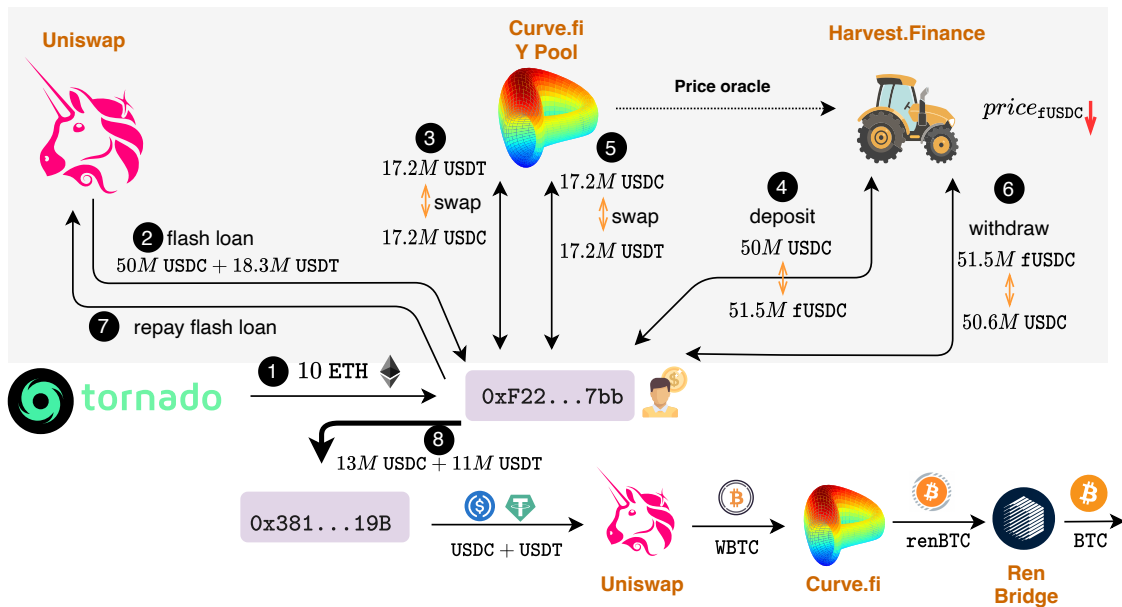 Uniswap
Curve.fi
Y Pool
Harvest.Finance
Price oracle
price_fUSDC
3
17.2M USDT
swap
17.2M USDC
5
17.2M USDC
swap
17.2M USDT
4
deposit
50M USDC
51.5M fUSDC
6
withdraw
51.5M fUSDC
50.6M USDC
2 flash loan
50M USDC + 18.3M USDT
7 repay flash loan
tornado
1 10 ETH
0xF22...7bb
8
13M USDC + 11M USDT
0x381...19B
USDC + USDT
Uniswap
WBTC
Curve.fi
renBTC
Ren
Bridge
BTC